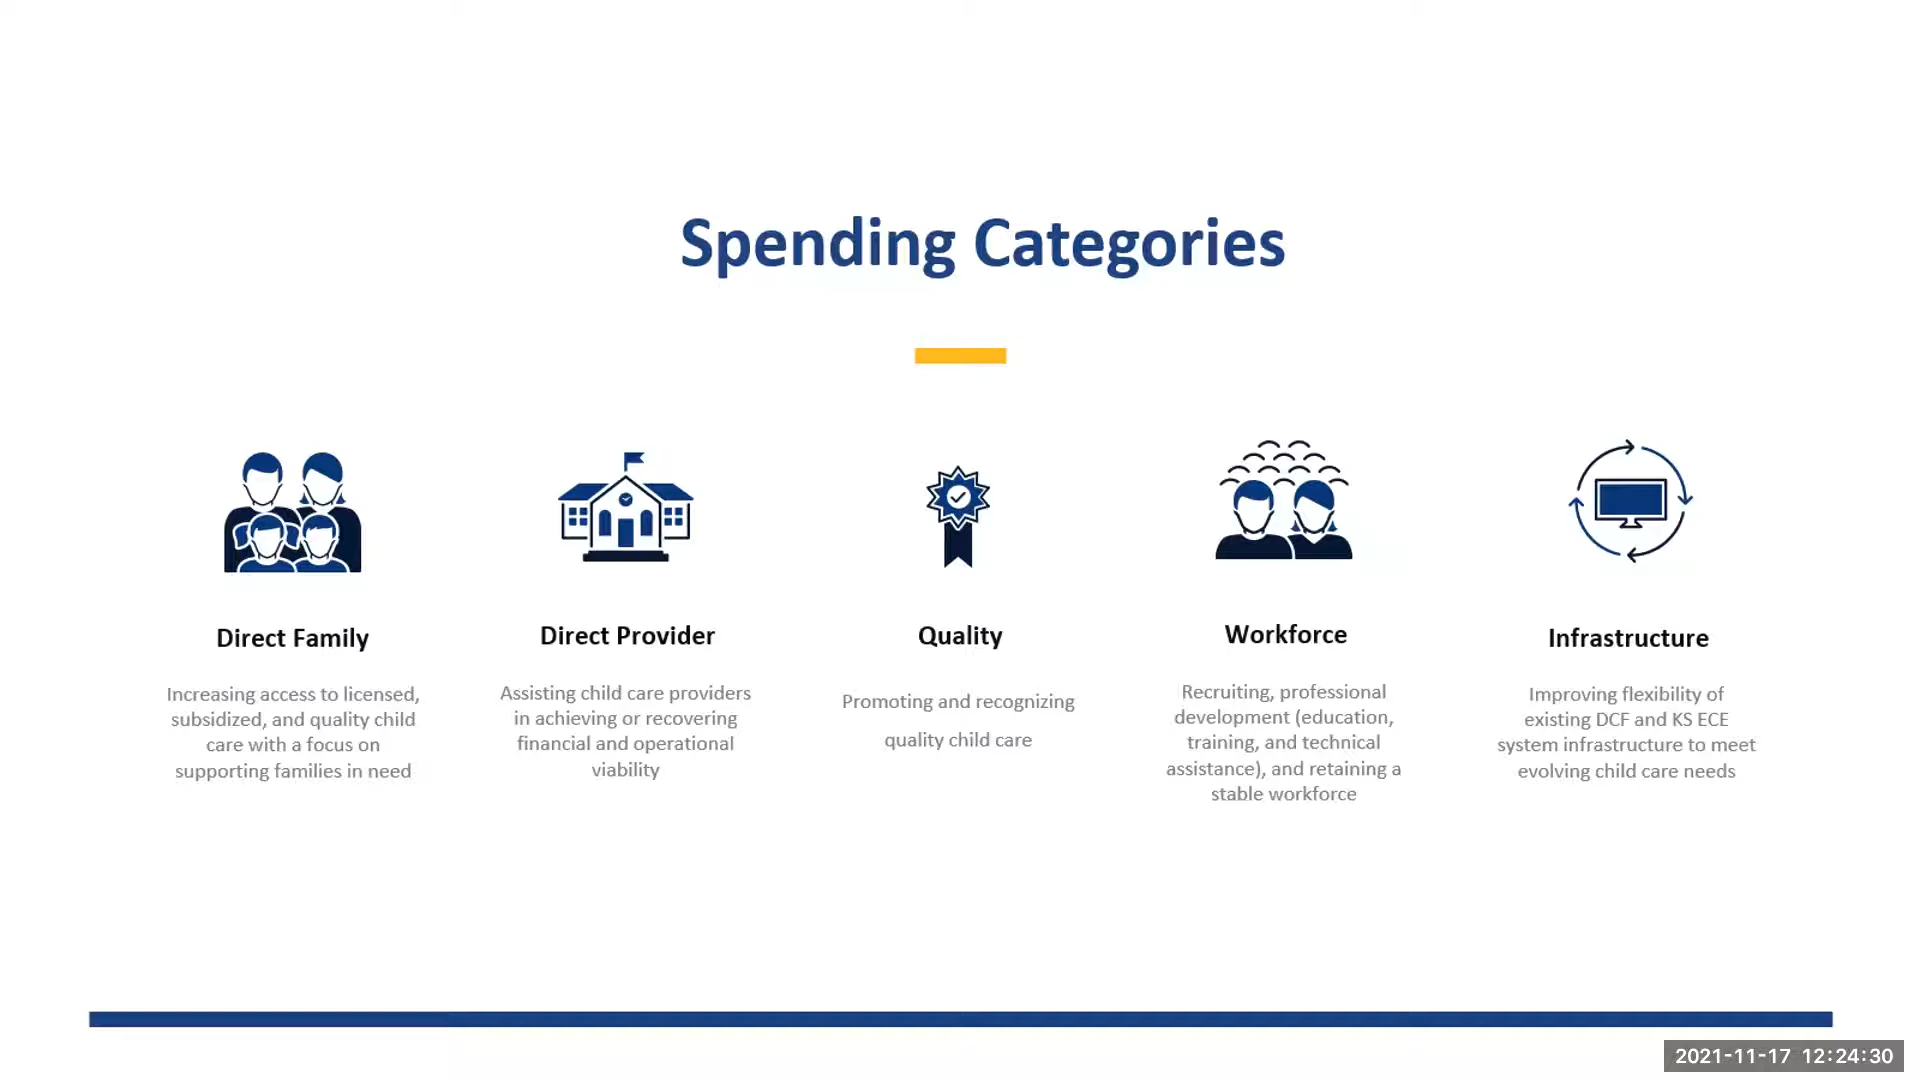 Spending Categories
Direct Family
Increasing access to licensed,
subsidized, and quality child
care with a focus on
supporting families in need
Direct Provider
Assisting child care providers
in achieving or recovering
financial and operational
viability
Quality
Promoting and recognizing
quality child care
Workforce
Recruiting, professional
development (education,
training, and technical
assistance), and retaining a
stable workforce
Infrastructure
Improving flexibility of
existing DCF and KS ECE
system infrastructure to meet
evolving child care needs
2021-11-17 12:24:30